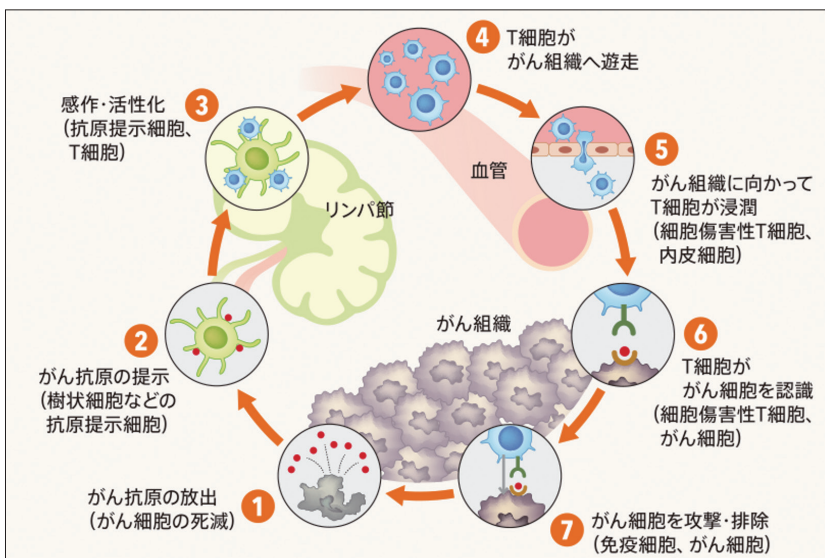 4
T細胞が
がん組織へ遊走
3
感作・活性化
(抗原提示細胞、
T細胞)
5
がん組織に向かって
T細胞が浸潤
(細胞傷害性T細胞、
内皮細胞)
血管
リンパ節
2
がん抗原の提示
(樹状細胞などの
抗原提示細胞)
がん組織
6
T細胞が
がん細胞を認識
(細胞傷害性T細胞、
がん細胞)
1
がん抗原の放出
(がん細胞の死滅)
7
がん細胞を攻撃・排除
(免疫細胞、がん細胞)